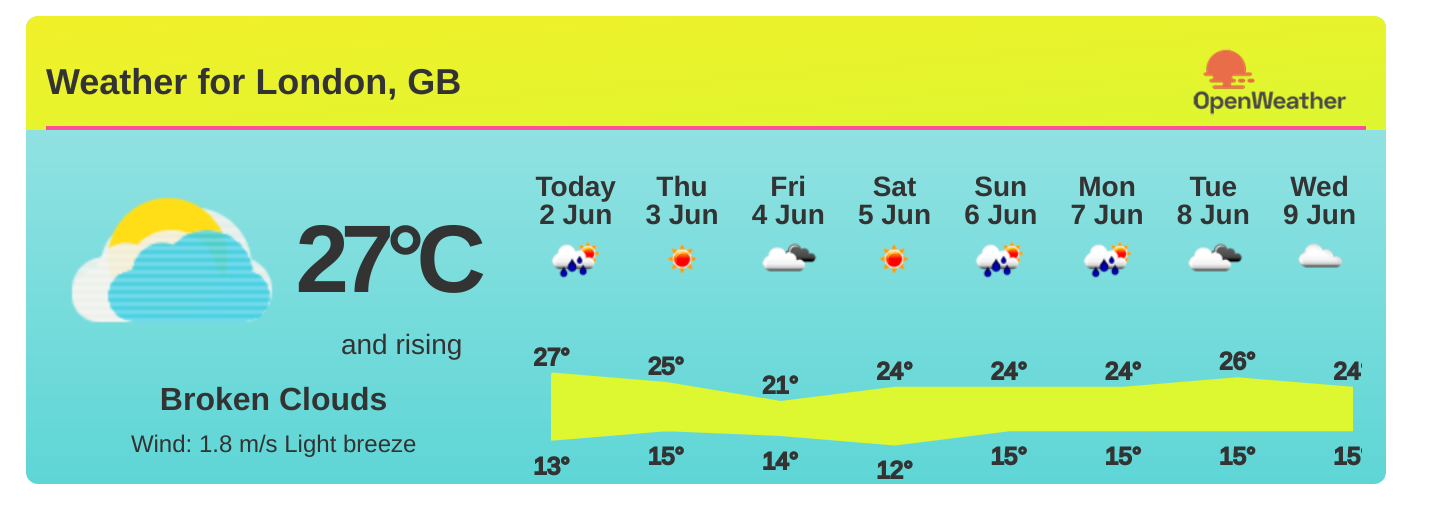 Weather for London, GB
OpenWeather
27°C
and rising
Broken Clouds
Wind: 1.8 m/s Light breeze
Today Thu Fri Sat Sun Mon Tue Wed
2 Jun 3 Jun 4 Jun 5 Jun 6 Jun 7 Jun 8 Jun 9 Jun
27° 25° 21° 24° 24° 24° 26° 24°
13° 15° 14° 12° 15° 15° 15° 15°